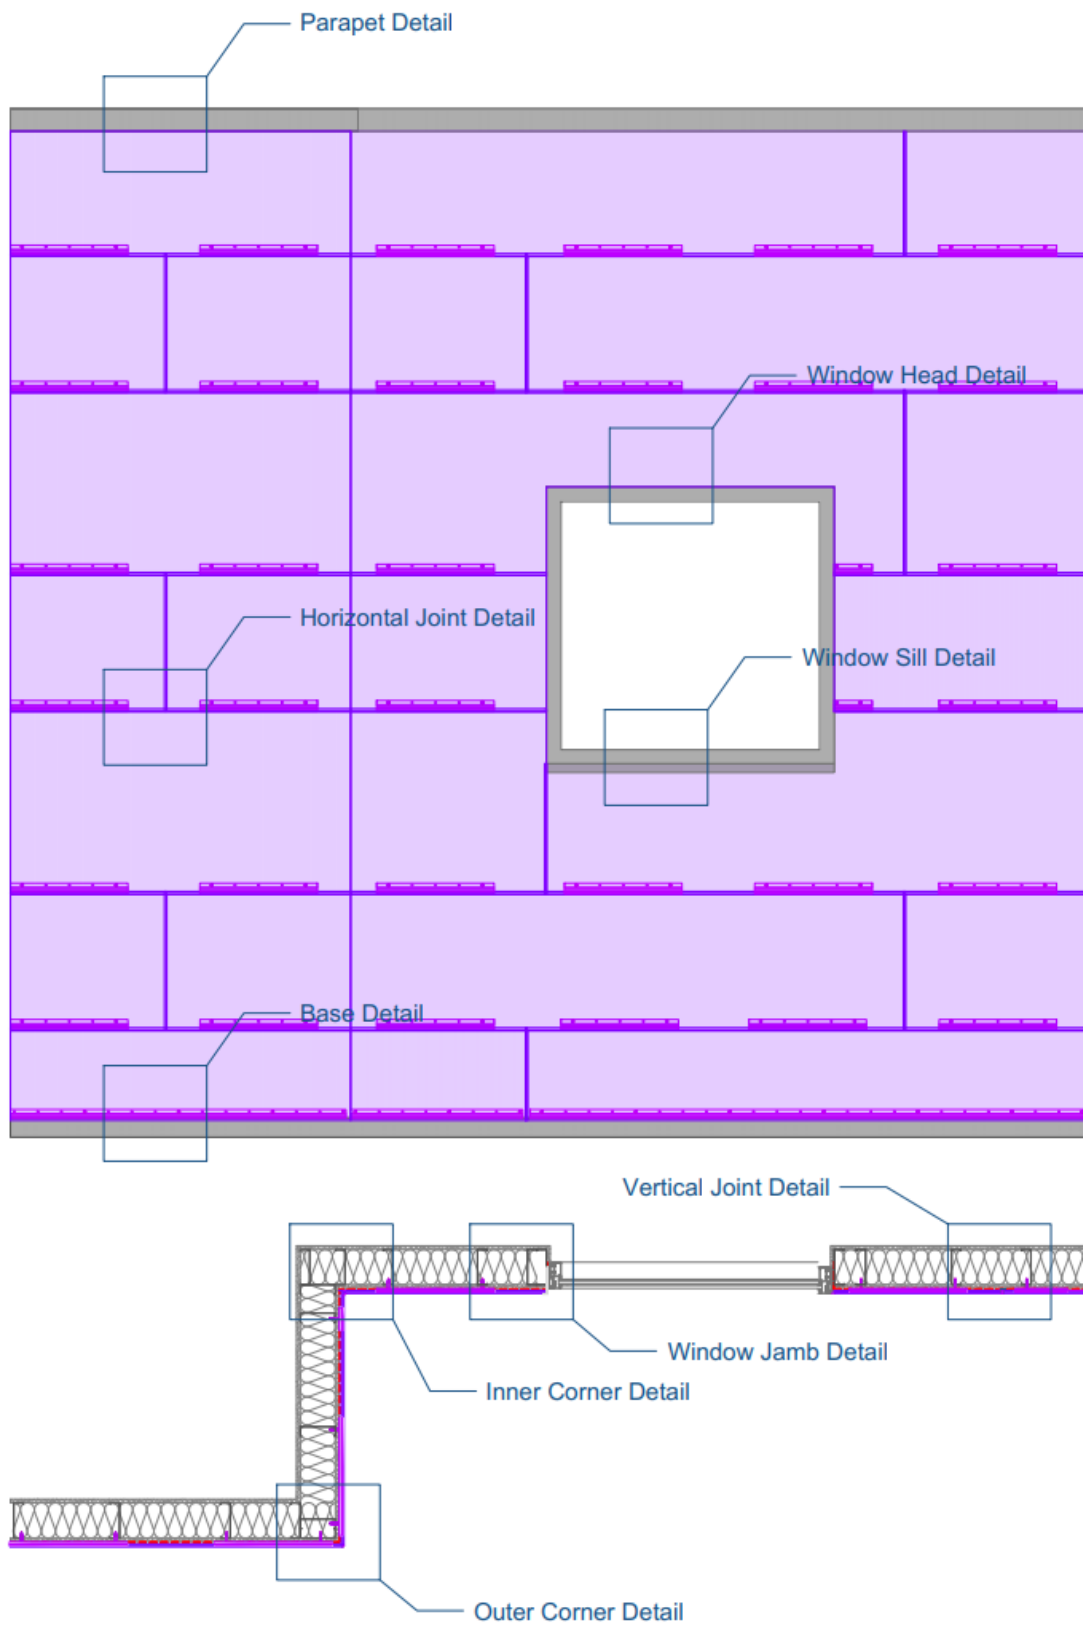 Parapet Detail
Window Head Detail
Horizontal Joint Detail
Window Sill Detail
Base Detail
Vertical Joint Detail
Window Jamb Detail
Inner Corner Detail
Outer Corner Detail